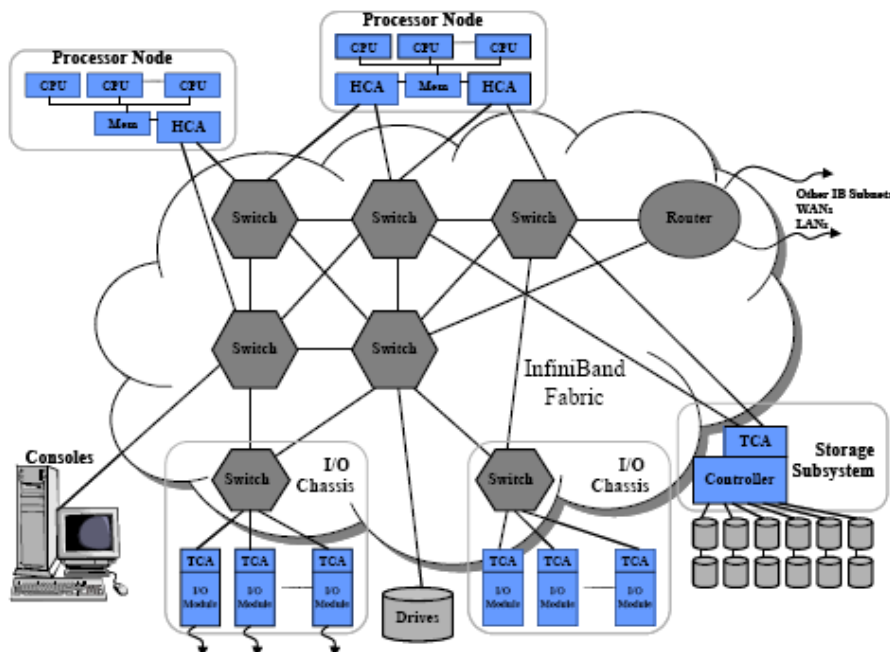 Processor Node
CPU
CPU
CPU
HCA
Mem
HCA
Processor Node
CPU
CPU
CPU
Mem
HCA
Switch
Switch
Switch
Router
Other IB Subnets
WANs
LANs
Switch
Switch
InfiniBand
Fabric
Consoles
Switch
I/O
Chassis
Switch
I/O
Chassis
TCA
Controller
Storage
Subsystem
TCA
I/O
Module
TCA
I/O
Module
TCA
I/O
Module
Drives
TCA
I/O
Module
TCA
I/O
Module
TCA
I/O
Module